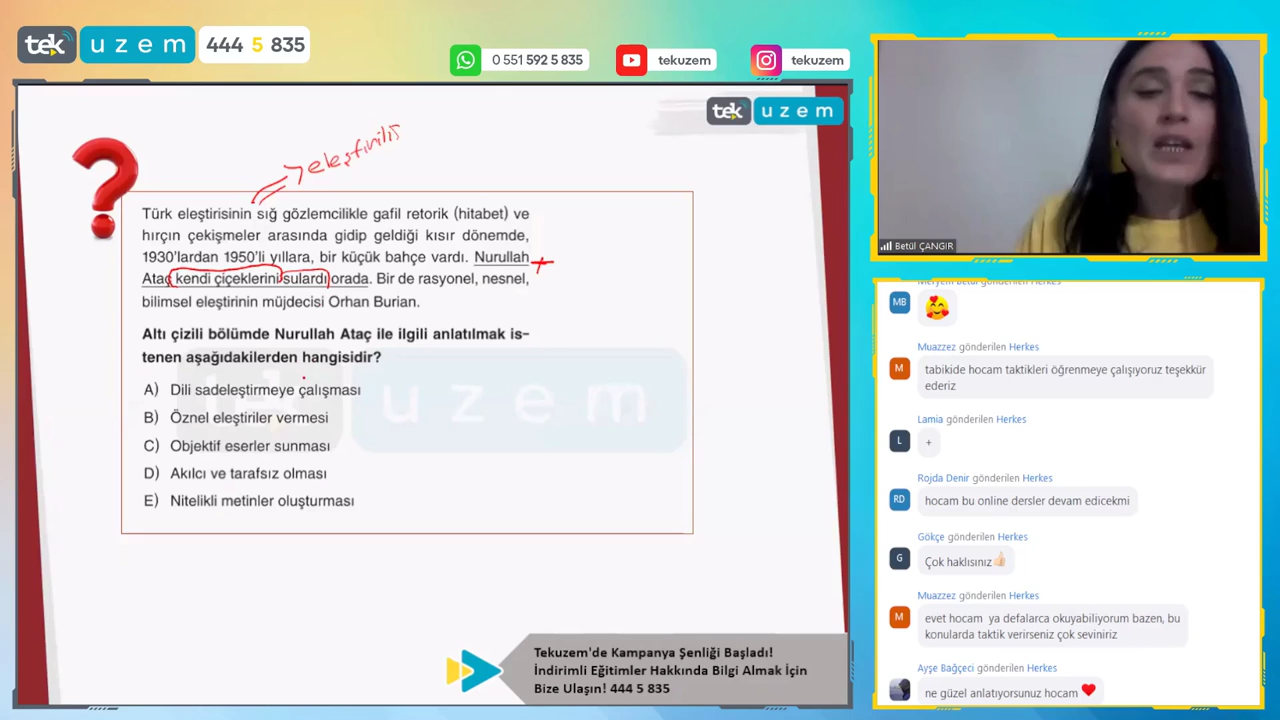 tek uzem 444 5 835
0 551 592 5 835 tekuzem tekuzem
tek uzem
eleştirilis
Türk eleştirisinin sığ gözlemcilikle gafil retorik (hitabet) ve
hırçın çekişmeler arasında gidip geldiği kısır dönemde,
1930’lardan 1950’li yıllara, bir küçük bahçe vardı. Nurullah
Ataç kendi çiçeklerini suladı orada. Bir de rasyonel, nesnel,
bilimsel eleştirinin müjdecisi Orhan Burian.
Altı çizili bölümde Nurullah Ataç ile ilgili anlatılmak is-
tenen aşağıdakilerden hangisidir?
A) Dili sadeleştirmeye çalışması
B) Öznel eleştiriler vermesi
C) Objektif eserler sunması
D) Akılcı ve tarafsız olması
E) Nitelikli metinler oluşturması
uzem
Tekuzem'de Kampanya Şenliği Başladı!
İndirimli Eğitimler Hakkında Bilgi Almak İçin
Bize Ulaşın! 444 5 835
Betül ÇANGIR
Meryem Betül gönderilen Herkes
MB
Muazzez gönderilen Herkes
M
tabikide hocam taktikleri öğrenmeye çalışıyoruz teşekkür
ederiz
Lamia gönderilen Herkes
L +
Rojda Denir gönderilen Herkes
RD hocam bu online dersler devam edicekmi
Gökçe gönderilen Herkes
G Çok haklısınız👍🏻
Muazzez gönderilen Herkes
M evet hocam ya defalarca okuyabiliyorum bazen, bu
konularda taktik verirseniz çok seviniriz
Ayşe Bağçeci gönderilen Herkes
ne güzel anlatıyorsunuz hocam ❤